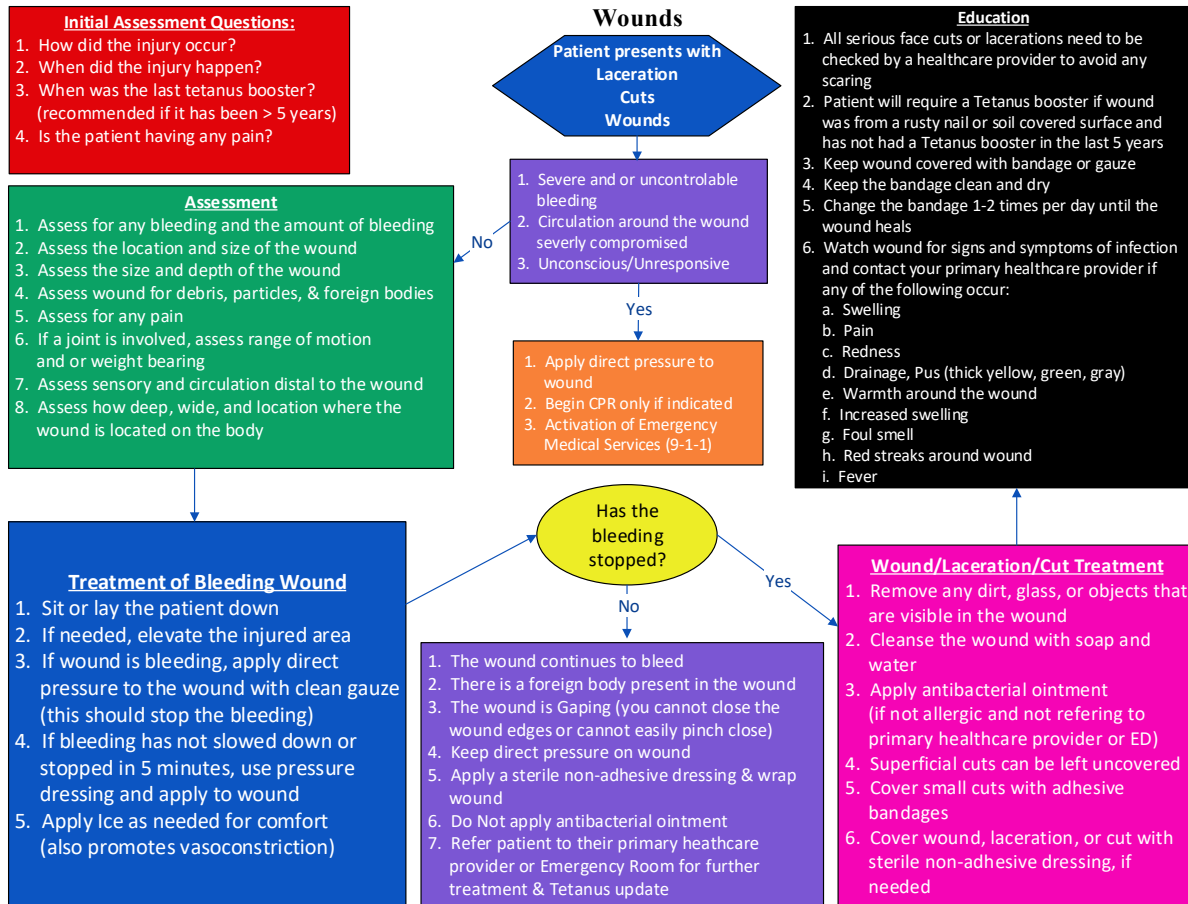 Wounds
Initial Assessment Questions:
1. How did the injury occur?
2. When did the injury happen?
3. When was the last tetanus booster?
(recommended if it has been > 5 years)
4. Is the patient having any pain?
Patient presents with
Laceration
Cuts
Wounds
1. Severe and or uncontrolable
bleeding
2. Circulation around the wound
severly compromised
3. Unconscious/Unresponsive
No
Yes
Assessment
1. Assess for any bleeding and the amount of bleeding
2. Assess the location and size of the wound
3. Assess the size and depth of the wound
4. Assess wound for debris, particles, & foreign bodies
5. Assess for any pain
6. If a joint is involved, assess range of motion
and or weight bearing
7. Assess sensory and circulation distal to the wound
8. Assess how deep, wide, and location where the
wound is located on the body
1. Apply direct pressure to
wound
2. Begin CPR only if indicated
3. Activation of Emergency
Medical Services (9-1-1)
Treatment of Bleeding Wound
1. Sit or lay the patient down
2. If needed, elevate the injured area
3. If wound is bleeding, apply direct
pressure to the wound with clean gauze
(this should stop the bleeding)
4. If bleeding has not slowed down or
stopped in 5 minutes, use pressure
dressing and apply to wound
5. Apply Ice as needed for comfort
(also promotes vasoconstriction)
Has the
bleeding
stopped?
No
Yes
1. The wound continues to bleed
2. There is a foreign body present in the wound
3. The wound is Gaping (you cannot close the
wound edges or cannot easily pinch close)
4. Keep direct pressure on wound
5. Apply a sterile non-adhesive dressing & wrap
wound
6. Do Not apply antibacterial ointment
7. Refer patient to their primary heathcare
provider or Emergency Room for further
treatment & Tetanus update
Wound/Laceration/Cut Treatment
1. Remove any dirt, glass, or objects that
are visible in the wound
2. Cleanse the wound with soap and
water
3. Apply antibacterial ointment
(if not allergic and not refering to
primary healthcare provider or ED)
4. Superficial cuts can be left uncovered
5. Cover small cuts with adhesive
bandages
6. Cover wound, laceration, or cut with
sterile non-adhesive dressing, if
needed
Education
1. All serious face cuts or lacerations need to be
checked by a healthcare provider to avoid any
scaring
2. Patient will require a Tetanus booster if wound
was from a rusty nail or soil covered surface and
has not had a Tetanus booster in the last 5 years
3. Keep wound covered with bandage or gauze
4. Keep the bandage clean and dry
5. Change the bandage 1-2 times per day until the
wound heals
6. Watch wound for signs and symptoms of infection
and contact your primary healthcare provider if
any of the following occur:
a. Swelling
b. Pain
c. Redness
d. Drainage, Pus (thick yellow, green, gray)
e. Warmth around the wound
f. Increased swelling
g. Foul smell
h. Red streaks around wound
i. Fever